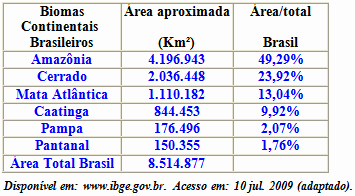 Biomas Continentais Brasileiros Área aproximada (Km²) Área/total Brasil
Amazônia 4.196.943 49,29%
Cerrado 2.036.448 23,92%
Mata Atlântica 1.110.182 13,04%
Caatinga 844.453 9,92%
Pampa 176.496 2,07%
Pantanal 150.355 1,76%
Área Total Brasil 8.514.877
Disponível em: www.ibge.gov.br. Acesso em: 10 jul. 2009 (adaptado).